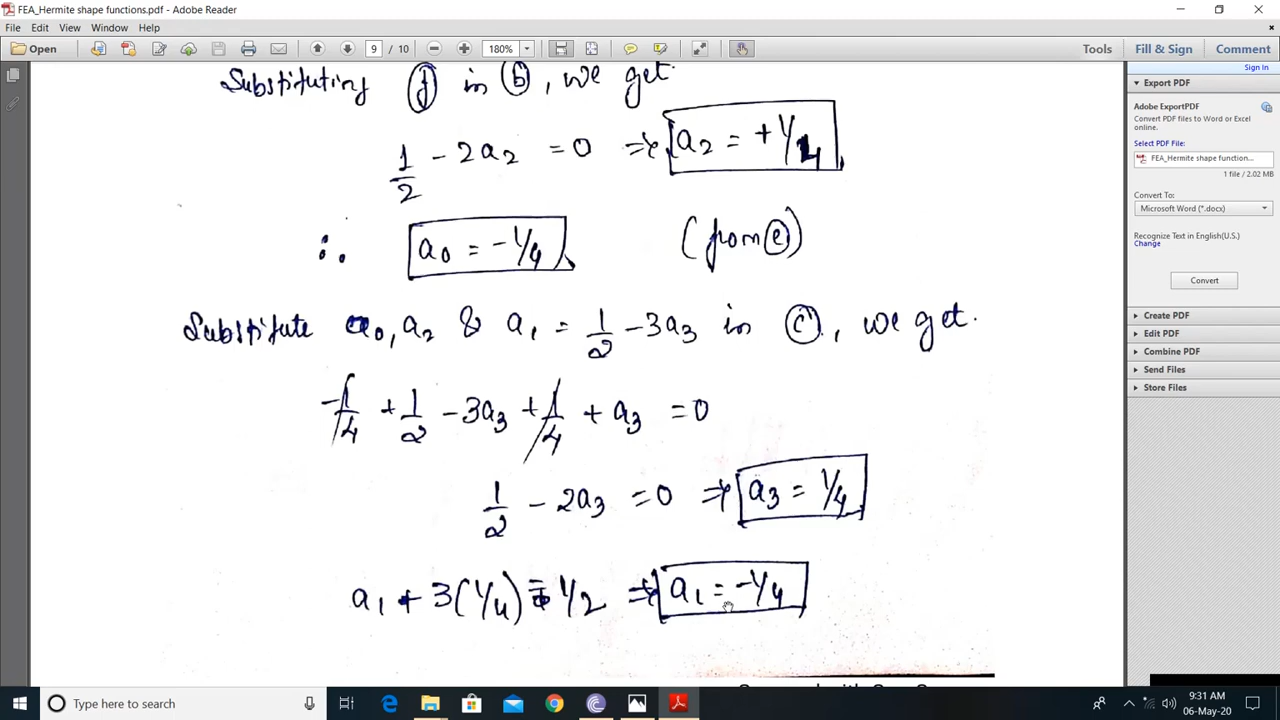 FEA_Hermite shape functions.pdf - Adobe Reader
File Edit View Window Help
Open 9 / 10 180% Tools Fill & Sign Comment
Sign In
Export PDF
Adobe ExportPDF
Convert PDF files to Word or Excel online.
Select PDF File:
FEA_Hermite shape function...
1 file / 2.02 MB
Convert To:
Microsoft Word (*.docx)
Recognize Text in English(U.S.)
Change
Convert
Create PDF
Edit PDF
Combine PDF
Send Files
Store Files
Substituting (f) in (b), we get
1/2 - 2a2 = 0 ⇒ a2 = +1/4
∴ a0 = -1/4 (from (e))
Substitute a0, a2 & a1 = 1/2 - 3a3 in (c), we get.
-1/4 + 1/2 - 3a3 + 1/4 + a3 = 0
1/2 - 2a3 = 0 ⇒ a3 = 1/4
a1 + 3(1/4) = 1/2 ⇒ a1 = -1/4
Type here to search
9:31 AM
06-May-20